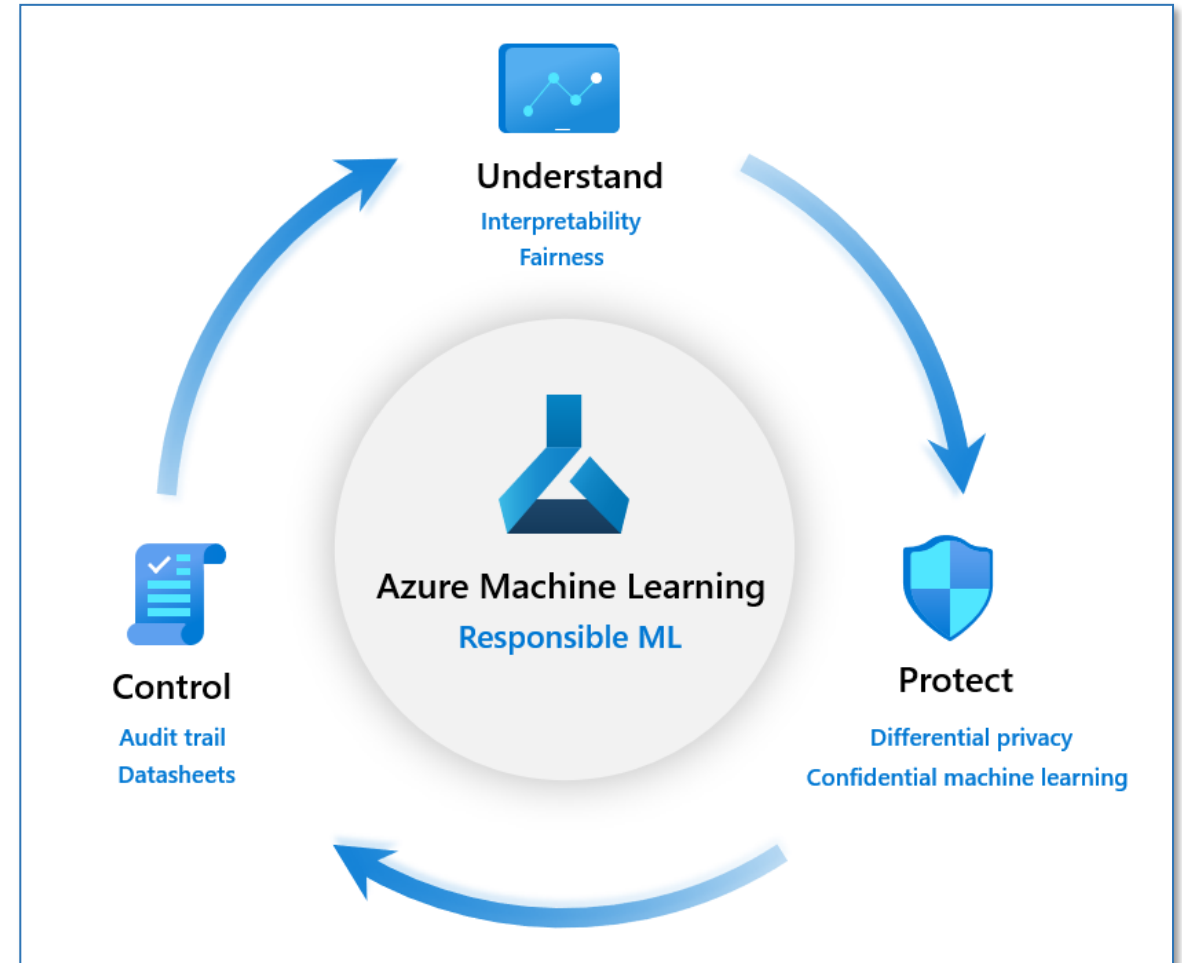 Understand
Interpretability
Fairness
Azure Machine Learning
Responsible ML
Control
Audit trail
Datasheets
Protect
Differential privacy
Confidential machine learning